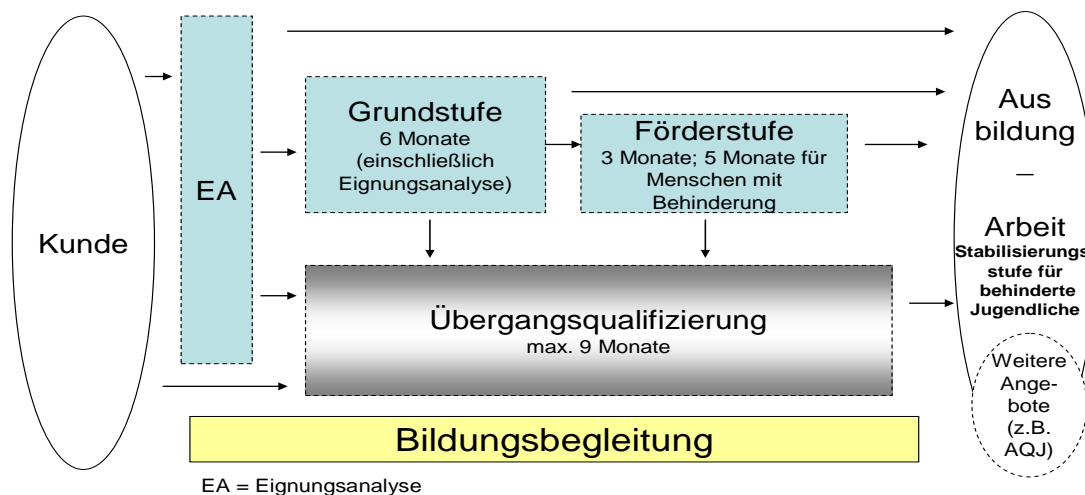 Kunde
EA
Grundstufe
6 Monate
(einschließlich
Eignungsanalyse)
Förderstufe
3 Monate; 5 Monate für
Menschen mit
Behinderung
Übergangsqualifizierung
max. 9 Monate
Aus
bildung
–
Arbeit
Stabilisierungs
stufe für
behinderte
Jugendliche
Weitere
Ange-
bote
(z.B.
AQJ)
Bildungsbegleitung
EA = Eignungsanalyse